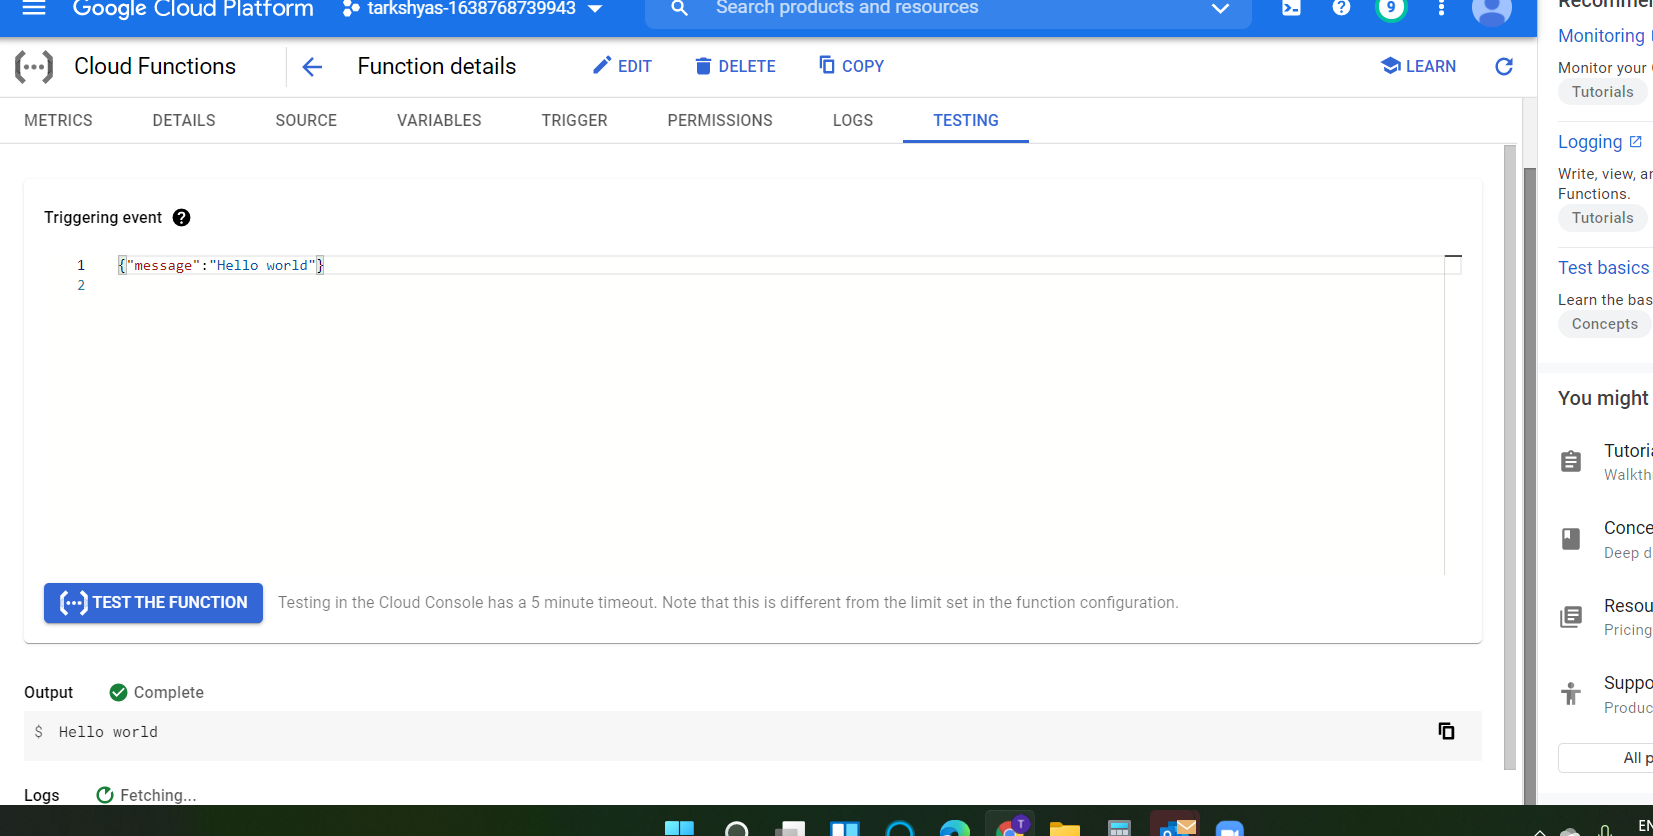 Google Cloud Platform tarkshyas-1638768739943 Search products and resources 9
Cloud Functions Function details EDIT DELETE COPY LEARN
METRICS DETAILS SOURCE VARIABLES TRIGGER PERMISSIONS LOGS TESTING
Triggering event ?
1 {"message":"Hello world"}
2
TEST THE FUNCTION Testing in the Cloud Console has a 5 minute timeout. Note that this is different from the limit set in the function configuration.
Output Complete
$ Hello world
Logs Fetching...
Monitoring
Monitor your
Tutorials
Logging
Write, view, an
Functions.
Tutorials
Test basics
Learn the bas
Concepts
You might
Tutoria
Walkth
Conce
Deep d
Resou
Pricing
Suppo
Produc
All p
T
EN